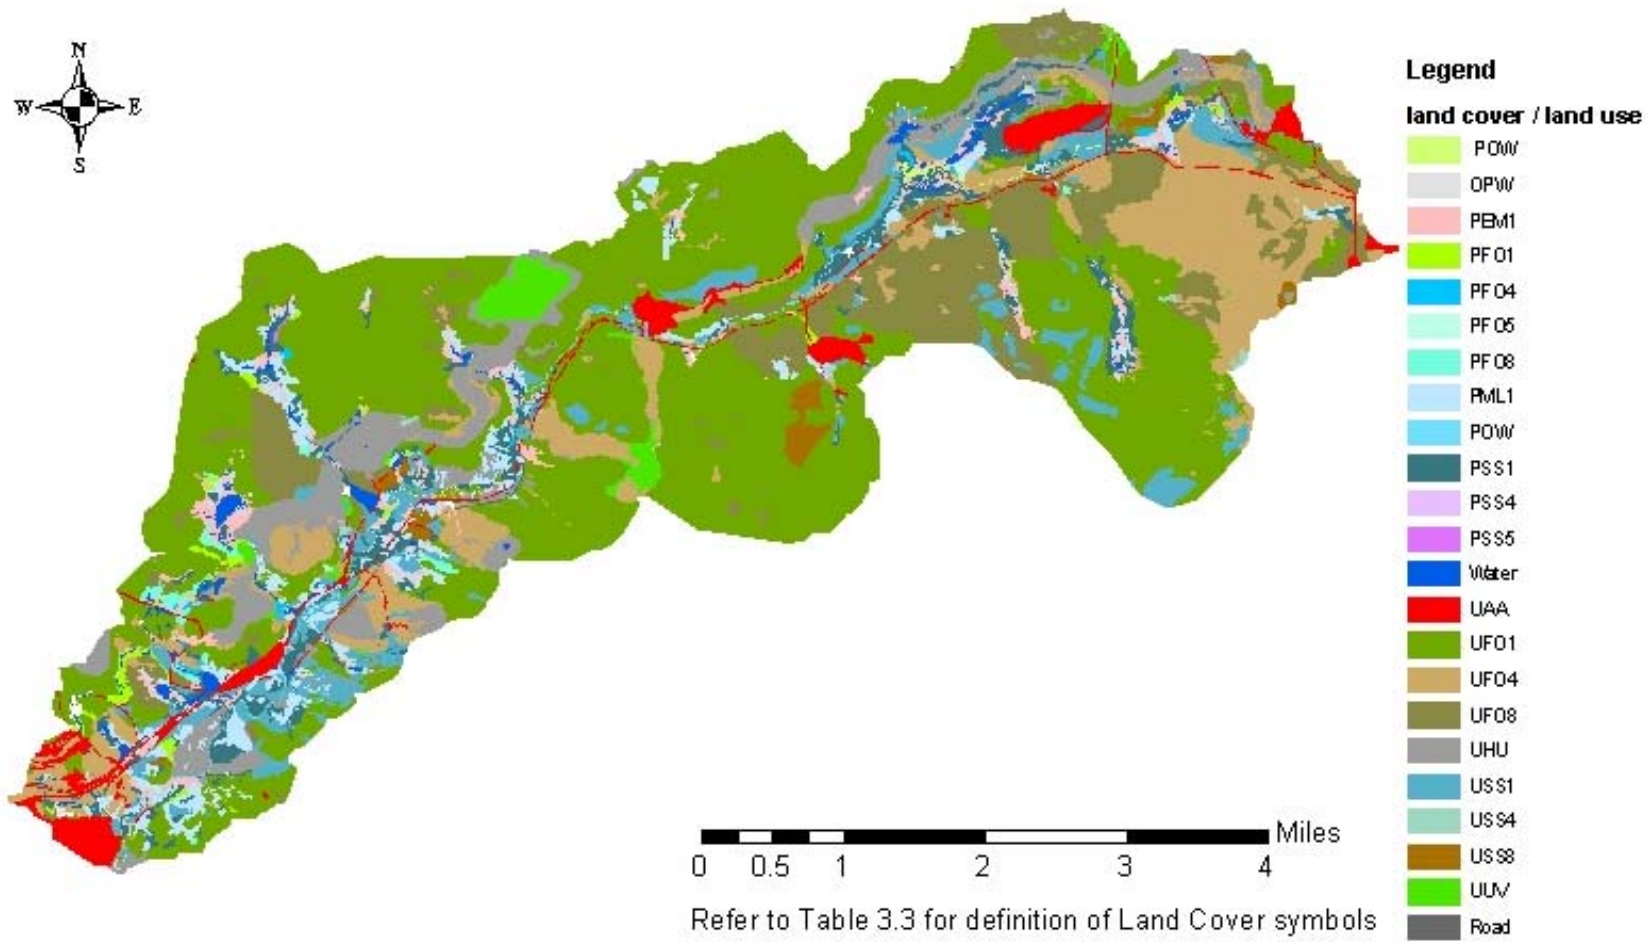 N
W E
S
Legend
land cover / land use
POW
OPW
PEM1
PFO1
PFO4
PFO5
PFO8
PML1
POW
PSS1
PSS4
PSS5
Water
UAA
UFO1
UFO4
UFO8
UHU
USS1
USS4
USS8
UUV
Road
Miles
0 0.5 1 2 3 4
Refer to Table 3.3 for definition of Land Cover symbols